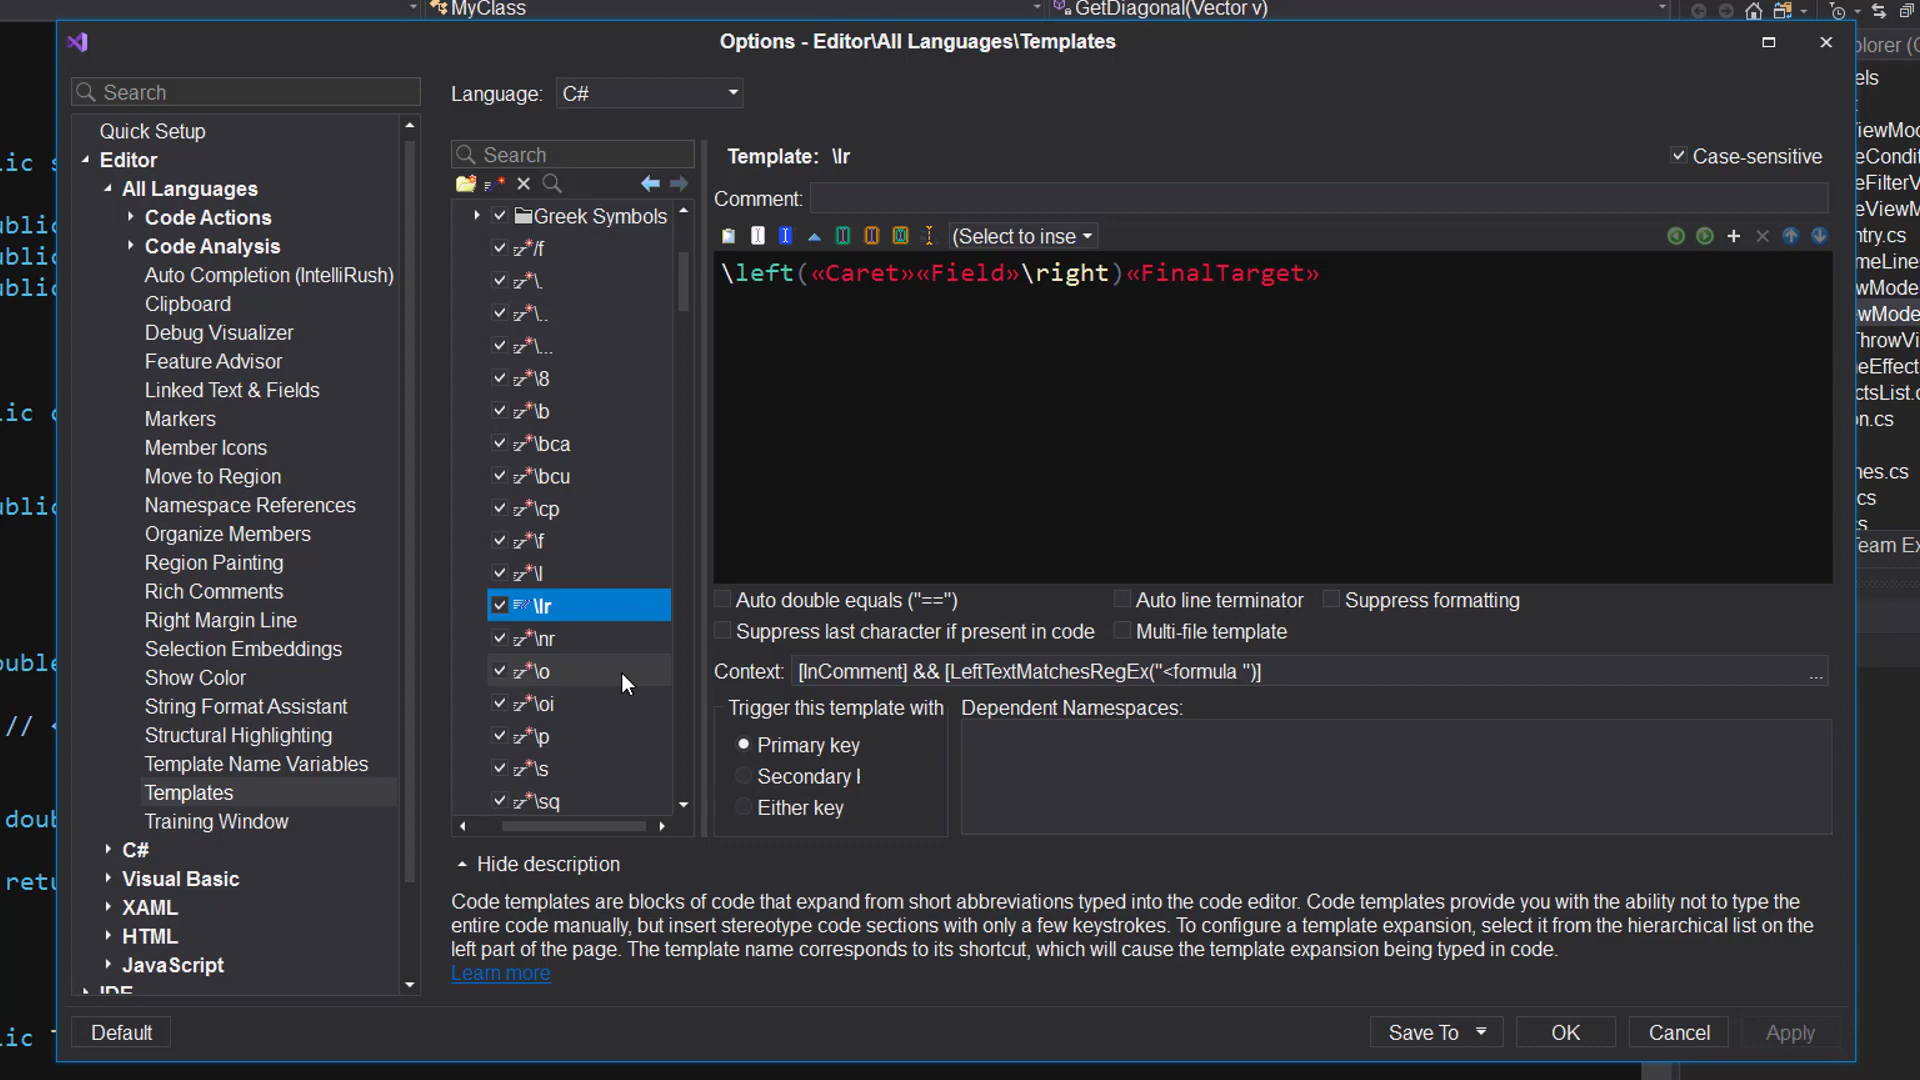 MyClass
GetDiagonal(Vector v)
Options - Editor\All Languages\Templates
Search
Quick Setup
Editor
All Languages
Code Actions
Code Analysis
Auto Completion (IntelliRush)
Clipboard
Debug Visualizer
Feature Advisor
Linked Text & Fields
Markers
Member Icons
Move to Region
Namespace References
Organize Members
Region Painting
Rich Comments
Right Margin Line
Selection Embeddings
Show Color
String Format Assistant
Structural Highlighting
Template Name Variables
Templates
Training Window
C#
Visual Basic
XAML
HTML
JavaScript
IDE
Default
Language: C#
Search
Greek Symbols
/f
\.
\..
\...
\8
\b
\bca
\bcu
\cp
\f
\l
\lr
\nr
\o
\oi
\p
\s
\sq
Template: \lr
Case-sensitive
Comment:
(Select to inse
\left(«Caret»«Field»\right)«FinalTarget»
Auto double equals ("==")
Auto line terminator
Suppress formatting
Suppress last character if present in code
Multi-file template
Context: [InComment] && [LeftTextMatchesRegEx("<formula ")]
...
Trigger this template with
Primary key
Secondary
Either key
Dependent Namespaces:
Hide description
Code templates are blocks of code that expand from short abbreviations typed into the code editor. Code templates provide you with the ability not to type the
entire code manually, but insert stereotype code sections with only a few keystrokes. To configure a template expansion, select it from the hierarchical list on the
left part of the page. The template name corresponds to its shortcut, which will cause the template expansion being typed in code.
Learn more
Save To
OK
Cancel
Apply